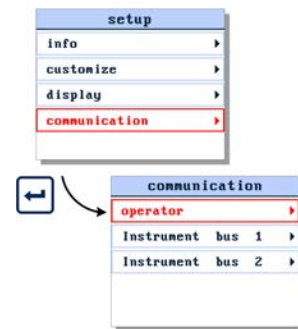 setup
info
customize
display
communication
communication
operator
Instrument bus 1
Instrument bus 2